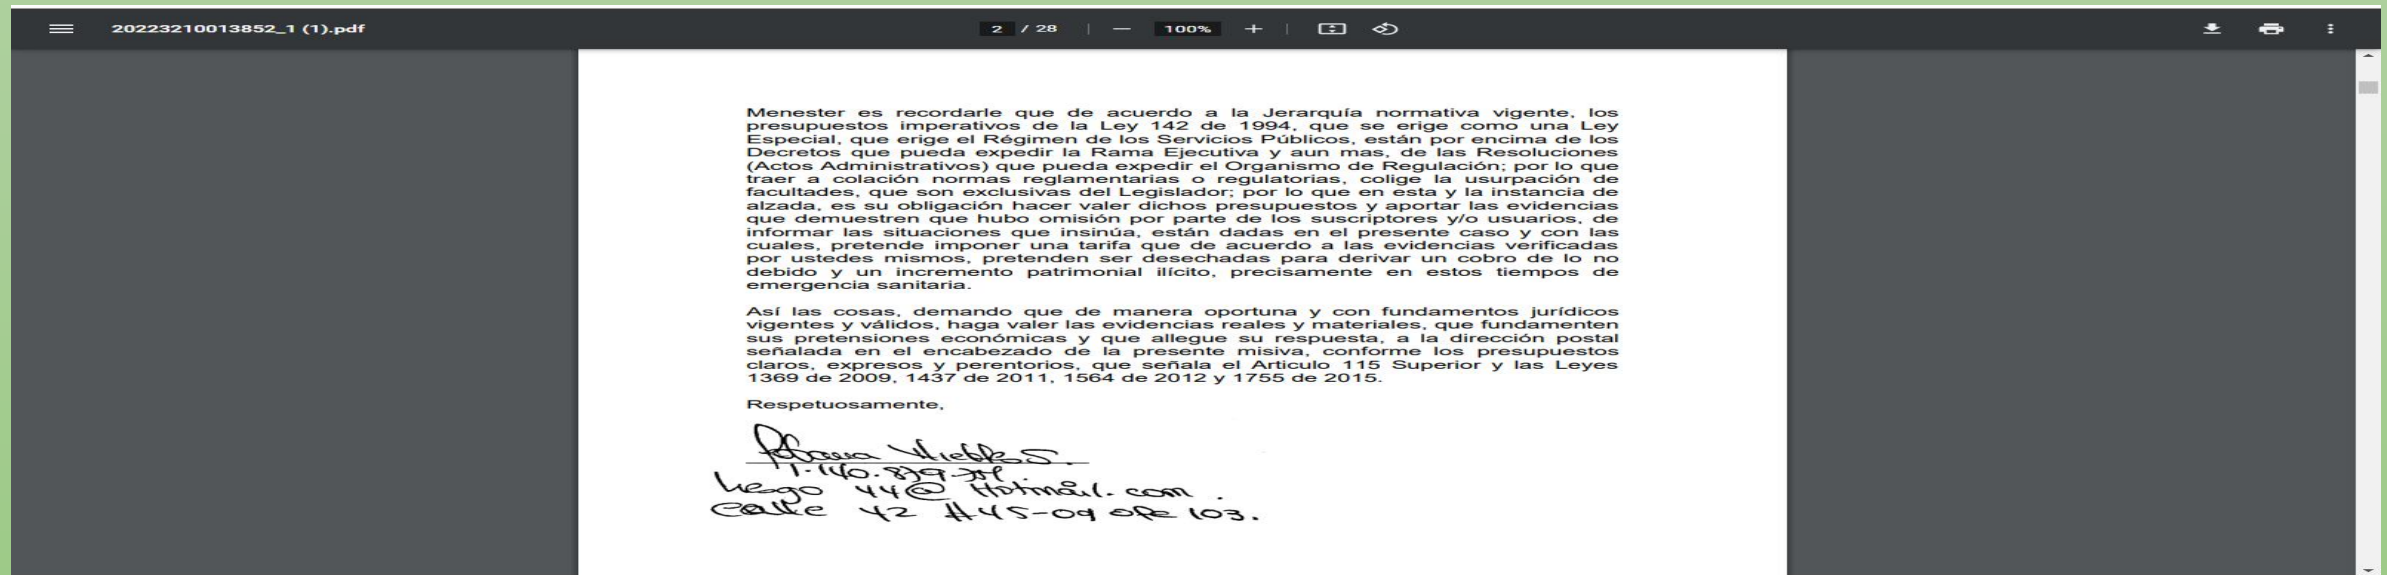 20223210013852_1 (1).pdf
2 / 28 | — 100% + |
Menester es recordarle que de acuerdo a la Jerarquía normativa vigente, los
presupuestos imperativos de la Ley 142 de 1994, que se erige como una Ley
Especial, que erige el Régimen de los Servicios Públicos, están por encima de los
Decretos que pueda expedir la Rama Ejecutiva y aun mas, de las Resoluciones
(Actos Administrativos) que pueda expedir el Organismo de Regulación; por lo que
traer a colación normas reglamentarias o regulatorias, colige la usurpación de
facultades, que son exclusivas del Legislador; por lo que en esta y la instancia de
alzada, es su obligación hacer valer dichos presupuestos y aportar las evidencias
que demuestren que hubo omisión por parte de los suscriptores y/o usuarios, de
informar las situaciones que insinúa, están dadas en el presente caso y con las
cuales, pretende imponer una tarifa que de acuerdo a las evidencias verificadas
por ustedes mismos, pretenden ser desechadas para derivar un cobro de lo no
debido y un incremento patrimonial ilícito, precisamente en estos tiempos de
emergencia sanitaria.
Así las cosas, demando que de manera oportuna y con fundamentos jurídicos
vigentes y válidos, haga valer las evidencias reales y materiales, que fundamenten
sus pretensiones económicas y que allegue su respuesta, a la dirección postal
señalada en el encabezado de la presente misiva, conforme los presupuestos
claros, expresos y perentorios, que señala el Articulo 115 Superior y las Leyes
1369 de 2009, 1437 de 2011, 1564 de 2012 y 1755 de 2015.
Respetuosamente,
44@ Hotmail.com.
Calle 42 #45-09 103.